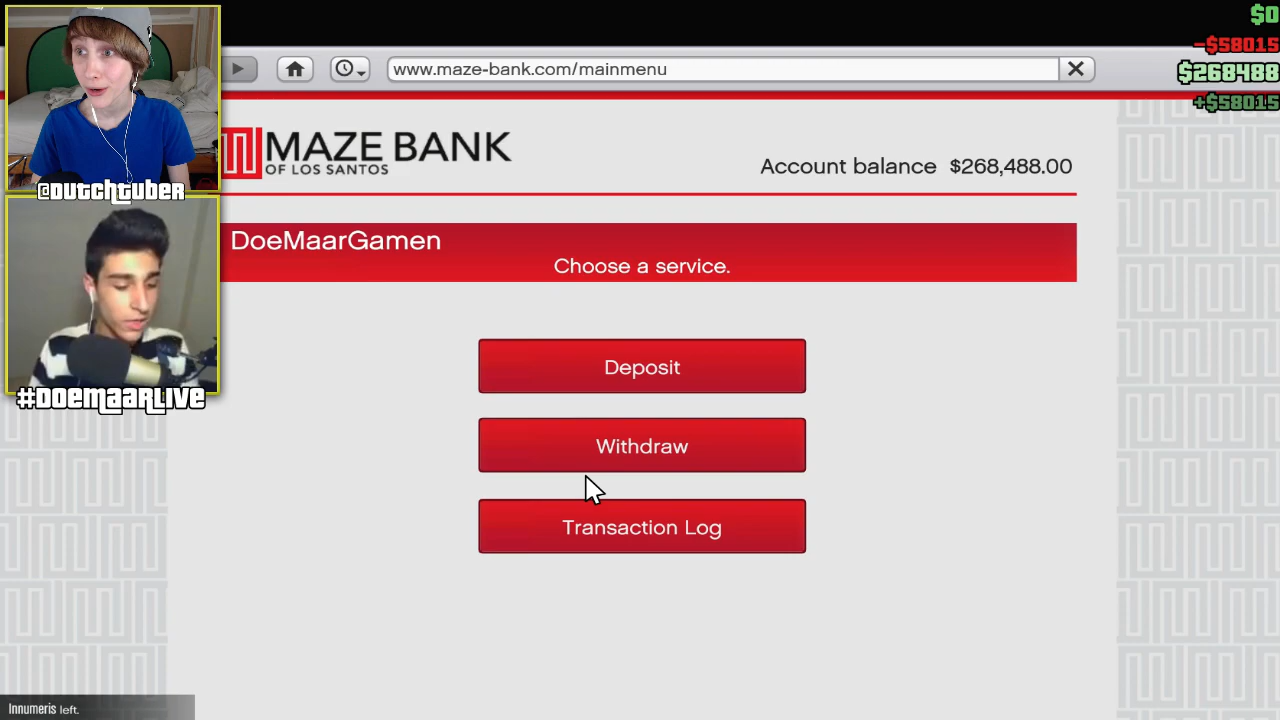 @DUTCHTUBER
#DOEMAARLIVE
www.maze-bank.com/mainmenu
$0
-$58015
$268488
+$58015
MAZE BANK
OF LOS SANTOS
Account balance $268,488.00
DoeMaarGamen
Choose a service.
Deposit
Withdraw
Transaction Log
Innumeris left.